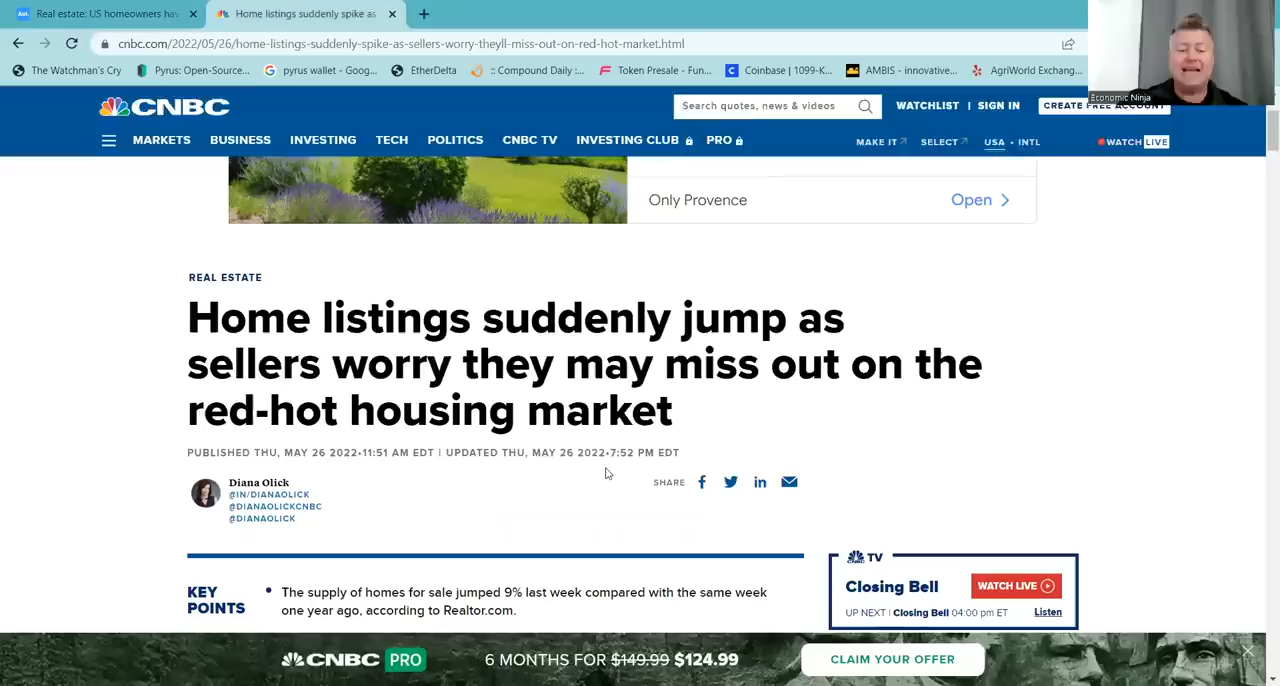 Real estate: US homeowners hav
Home listings suddenly spike as
cnbc.com/2022/05/26/home-listings-suddenly-spike-as-sellers-worry-theyll-miss-out-on-red-hot-market.html
The Watchman's Cry
Pyrus: Open-Source...
pyrus wallet - Goog...
EtherDelta
:: Compound Daily :...
Token Presale - Fun...
Coinbase | 1099-K...
AMBIS - innovative...
AgriWorld Exchang...
Economic Ninja
CNBC
Search quotes, news & videos
WATCHLIST | SIGN IN
CREATE FREE ACCOUNT
MARKETS BUSINESS INVESTING TECH POLITICS CNBC TV INVESTING CLUB PRO
MAKE IT SELECT USA • INTL
WATCH LIVE
Only Provence
Open
REAL ESTATE
Home listings suddenly jump as
sellers worry they may miss out on the
red-hot housing market
PUBLISHED THU, MAY 26 2022•11:51 AM EDT | UPDATED THU, MAY 26 2022•7:52 PM EDT
Diana Olick
@IN/DIANAOLICK
@DIANAOLICKCNBC
@DIANAOLICK
SHARE
KEY
POINTS
• The supply of homes for sale jumped 9% last week compared with the same week
one year ago, according to Realtor.com.
TV
Closing Bell
WATCH LIVE
UP NEXT | Closing Bell 04:00 pm ET
Listen
CNBC PRO
6 MONTHS FOR $149.99 $124.99
CLAIM YOUR OFFER